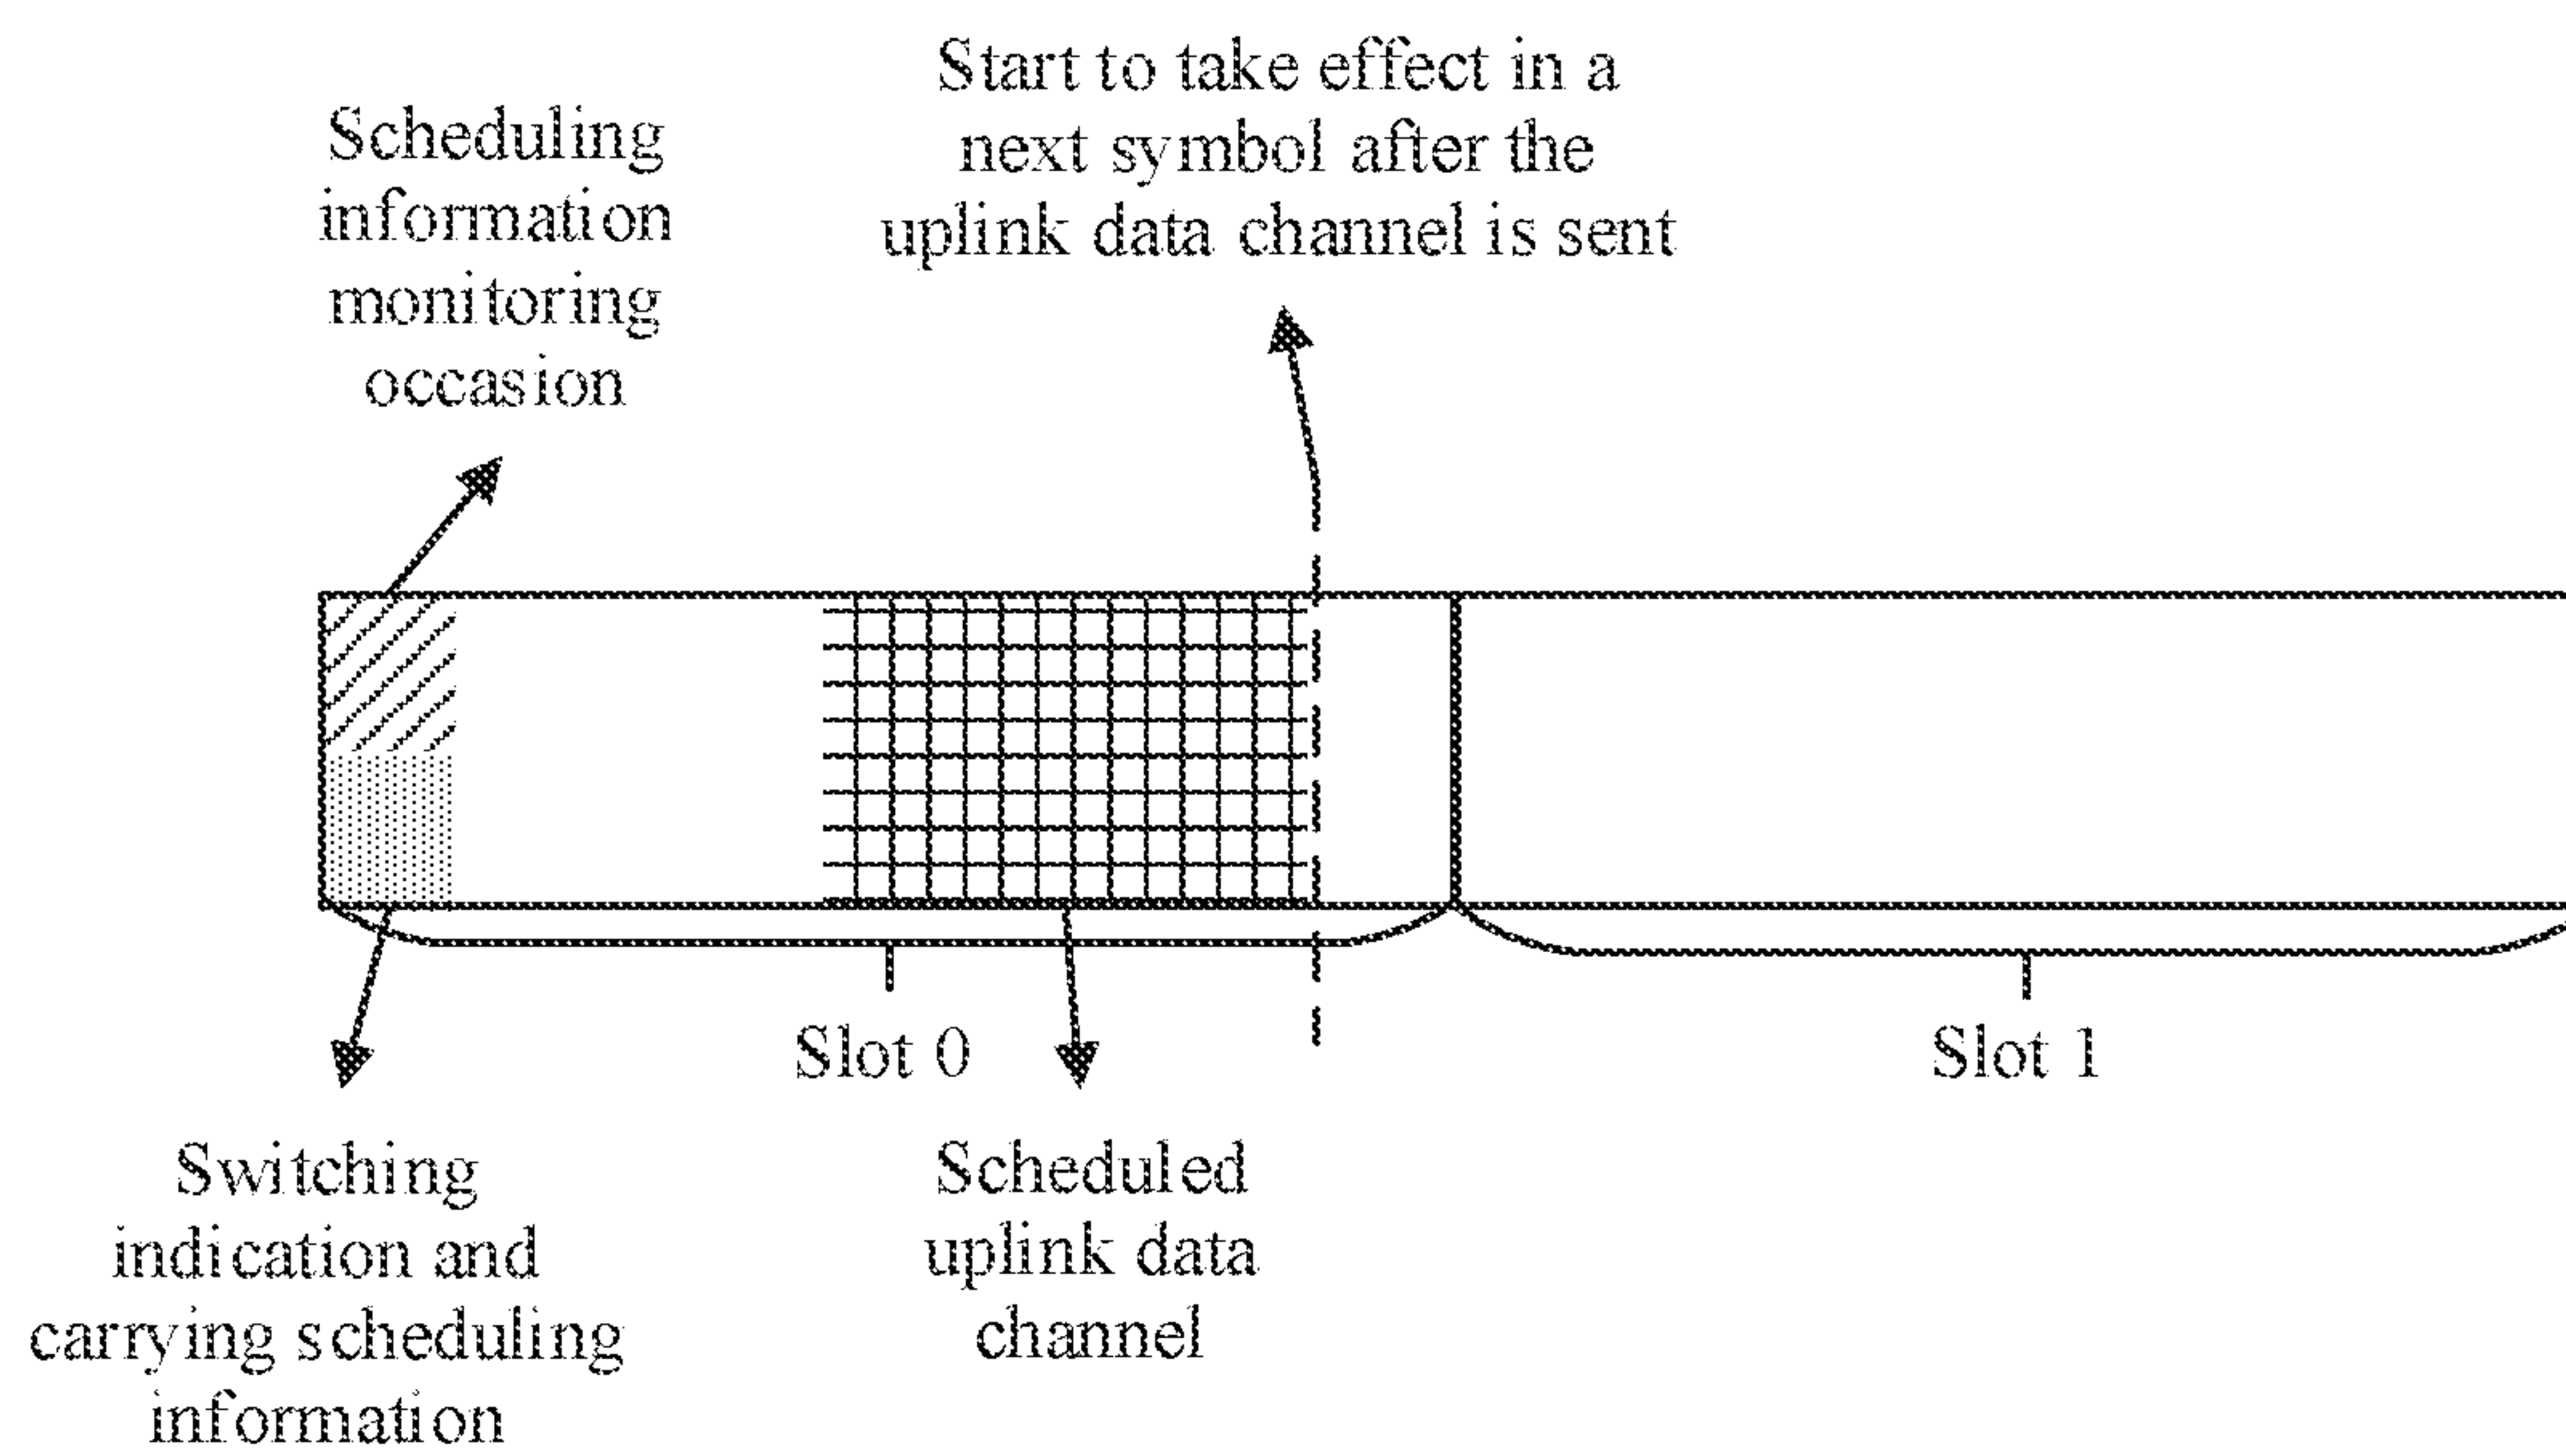 Start to take effect in a
next symbol after the
uplink data channel is sent
Scheduling
information
monitoring
occasion
Slot 0
Slot 1
Switching
indication and
carrying scheduling
information
Scheduled
uplink data
channel